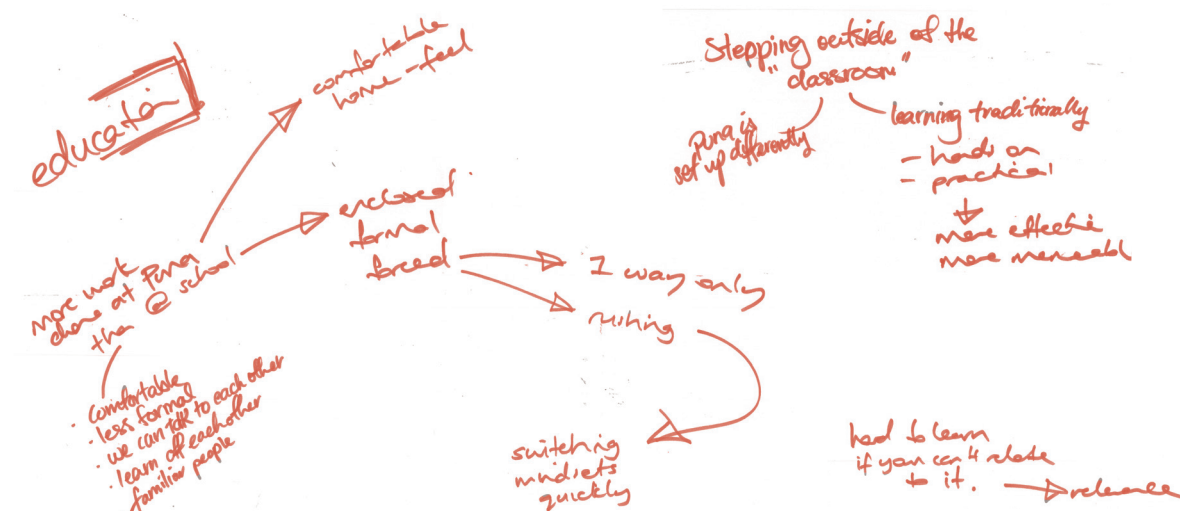 education
comfortable
home-feel
more work
done at Puna
than @ school
enclosed
formal
forced
1 way only
rushing
switching
mindsets
quickly
· comfortable
· less formal
· we can talk to each other
· learn off eachother
familiar people
Stepping outside of the
"classroom"
Puna is
set up differently
learning traditionally
- hands on
- practical
more effective
more
hard to learn
if you can't relate
to it.
relevance